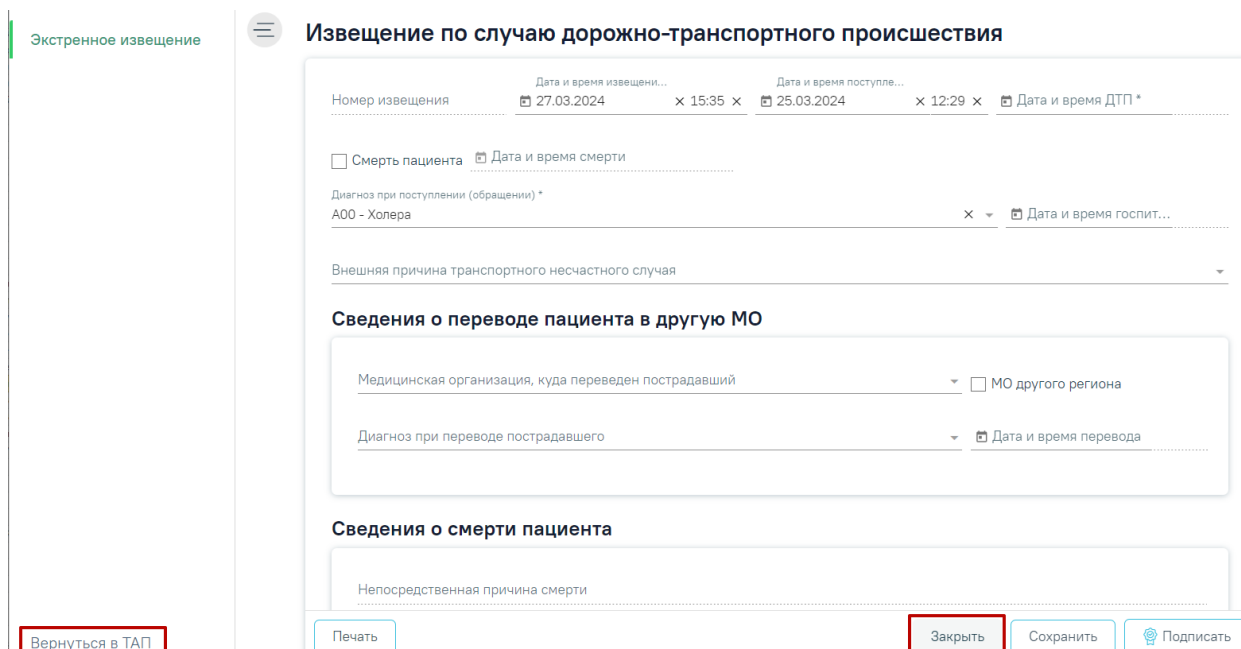 Экстренное извещение
Извещение по случаю дорожно-транспортного происшествия
Дата и время извещени... Дата и время поступле...
Номер извещения 27.03.2024 × 15:35 × 25.03.2024 × 12:29 × Дата и время ДТП *
Смерть пациента Дата и время смерти
Диагноз при поступлении (обращении) *
A00 - Холера × Дата и время госпит...
Внешняя причина транспортного несчастного случая
Сведения о переводе пациента в другую МО
Медицинская организация, куда переведен пострадавший МО другого региона
Диагноз при переводе пострадавшего Дата и время перевода
Сведения о смерти пациента
Непосредственная причина смерти
Вернуться в ТАП Печать Закрыть Сохранить Подписать